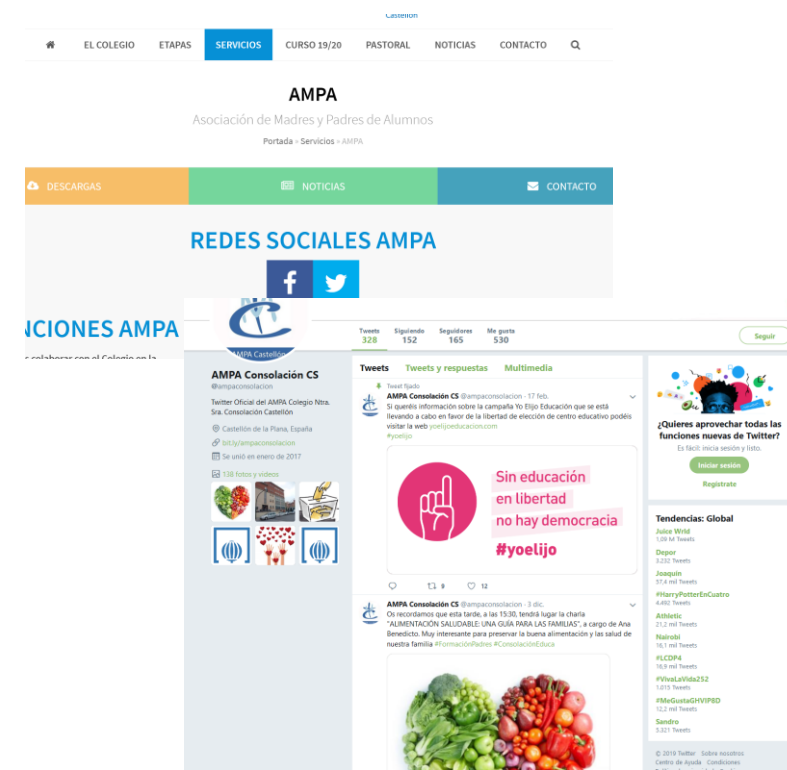 Castellón
EL COLEGIO ETAPAS SERVICIOS CURSO 19/20 PASTORAL NOTICIAS CONTACTO
AMPA
Asociación de Madres y Padres de Alumnos
Portada » Servicios » AMPA
DESCARGAS NOTICIAS CONTACTO
REDES SOCIALES AMPA
NCIONES AMPA
colaborar con el Colegio en la
AMPA Castellón
Tweets Siguiendo Seguidores Me gusta
328 152 165 530
Seguir
AMPA Consolación CS
@ampaconsolacion
Twitter Oficial del AMPA Colegio Ntra.
Sra. Consolación Castellón
Castellón de la Plana, España
bit.ly/ampaconsolacion
Se unió en enero de 2017
138 fotos y vídeos
Tweets Tweets y respuestas Multimedia
Tweet fijado
AMPA Consolación CS @ampaconsolacion · 17 feb.
Si queréis información sobre la campaña Yo Elijo Educación que se está
llevando a cabo en favor de la libertad de elección de centro educativo podéis
visitar la web yoelijoeducacion.com
#yoelijo
Sin educación
en libertad
no hay democracia
#yoelijo
9 12
AMPA Consolación CS @ampaconsolacion · 3 dic.
Os recordamos que esta tarde, a las 15:30, tendrá lugar la charla
"ALIMENTACIÓN SALUDABLE: UNA GUÍA PARA LAS FAMILIAS", a cargo de Ana
Benedicto. Muy interesante para preservar la buena alimentación y las salud de
nuestra familia #FormaciónPadres #ConsolaciónEduca
¿Quieres aprovechar todas las
funciones nuevas de Twitter?
Es fácil: inicia sesión y listo.
Iniciar sesión
Regístrate
Tendencias: Global
Juice Wrld
1,09 M Tweets
Depor
3.232 Tweets
Joaquin
57,4 mil Tweets
#HarryPotterEnCuatro
4.492 Tweets
Athletic
21,2 mil Tweets
Nairobi
16,1 mil Tweets
#LCDP4
18,9 mil Tweets
#VivaLaVida252
1.015 Tweets
#MeGustaGHVIP8D
12,2 mil Tweets
Sandro
5.321 Tweets
© 2019 Twitter Sobre nosotros
Centro de Ayuda Condiciones